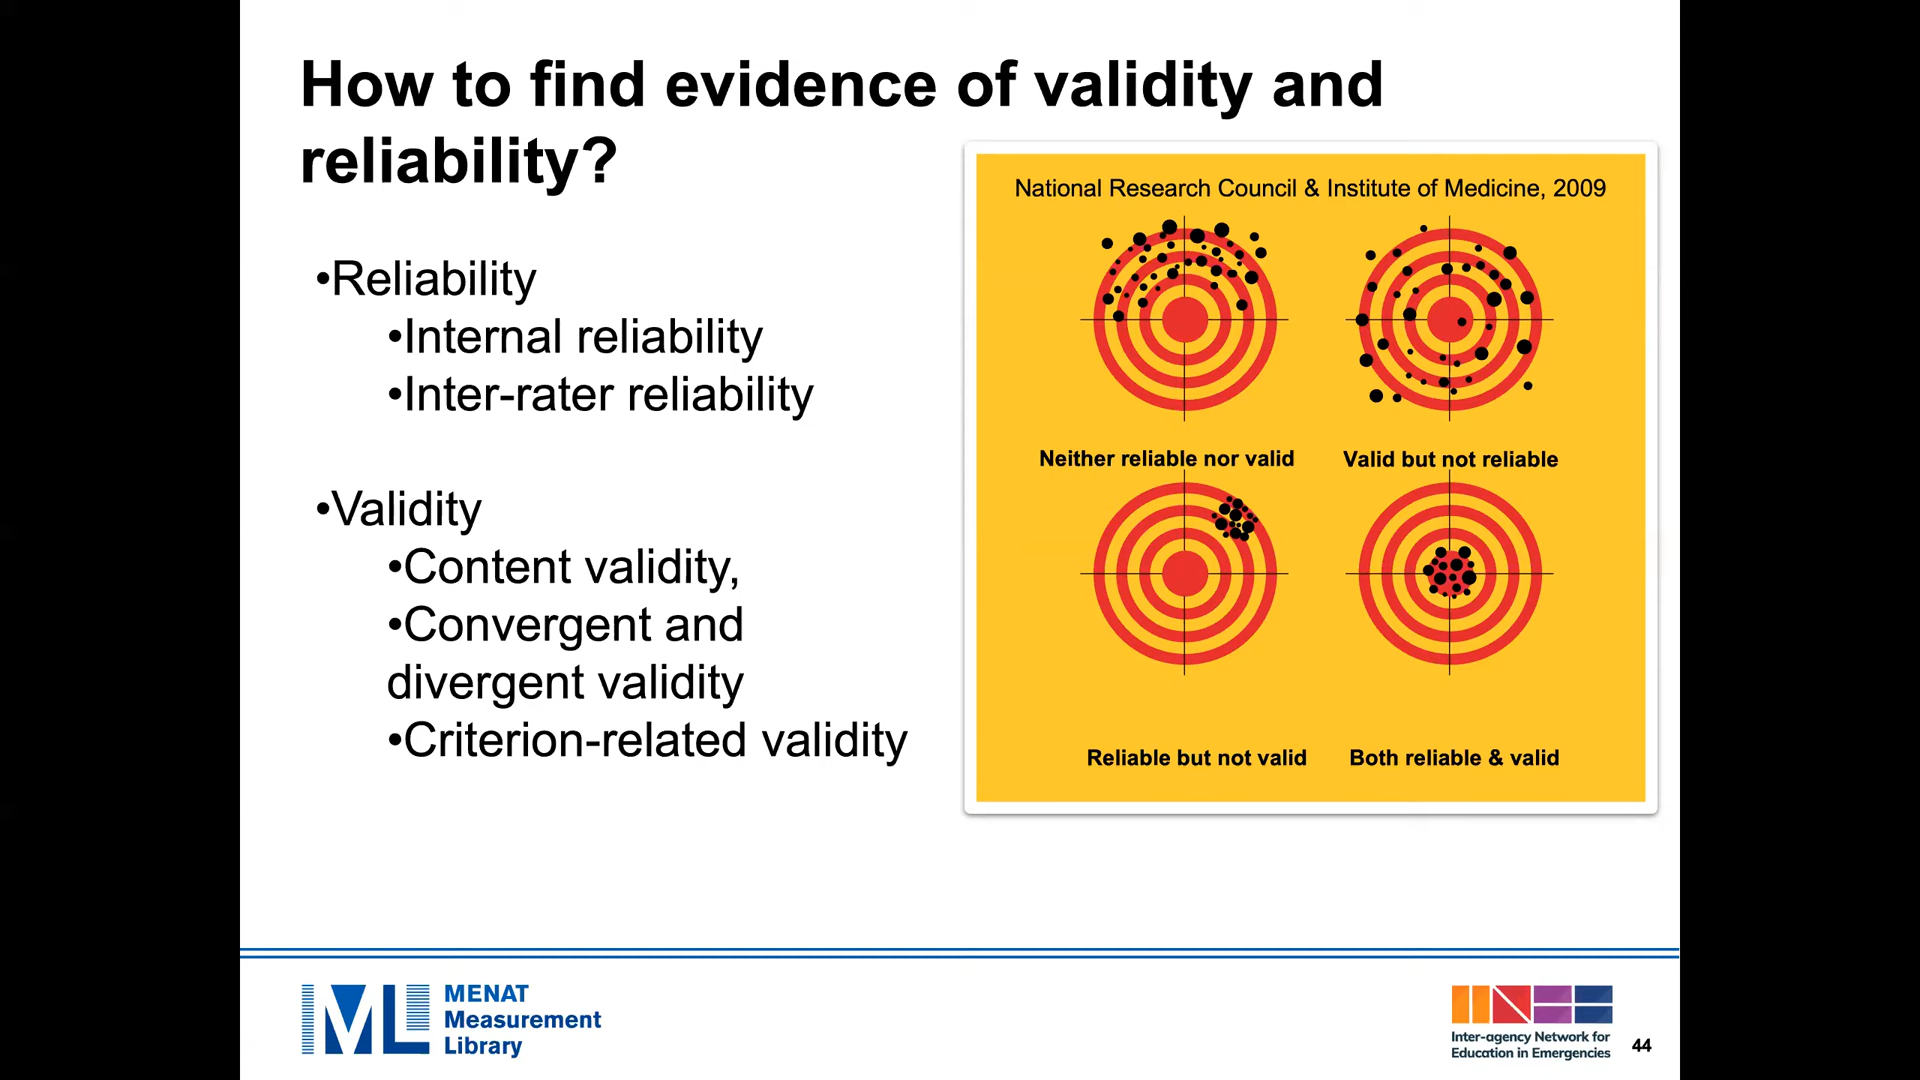 How to find evidence of validity and
reliability?
•Reliability
•Internal reliability
•Inter-rater reliability
•Validity
•Content validity,
•Convergent and
divergent validity
•Criterion-related validity
National Research Council & Institute of Medicine, 2009
Neither reliable nor valid
Valid but not reliable
Reliable but not valid
Both reliable & valid
ML
MENAT
Measurement
Library
INEE
Inter-agency Network for
Education in Emergencies
44